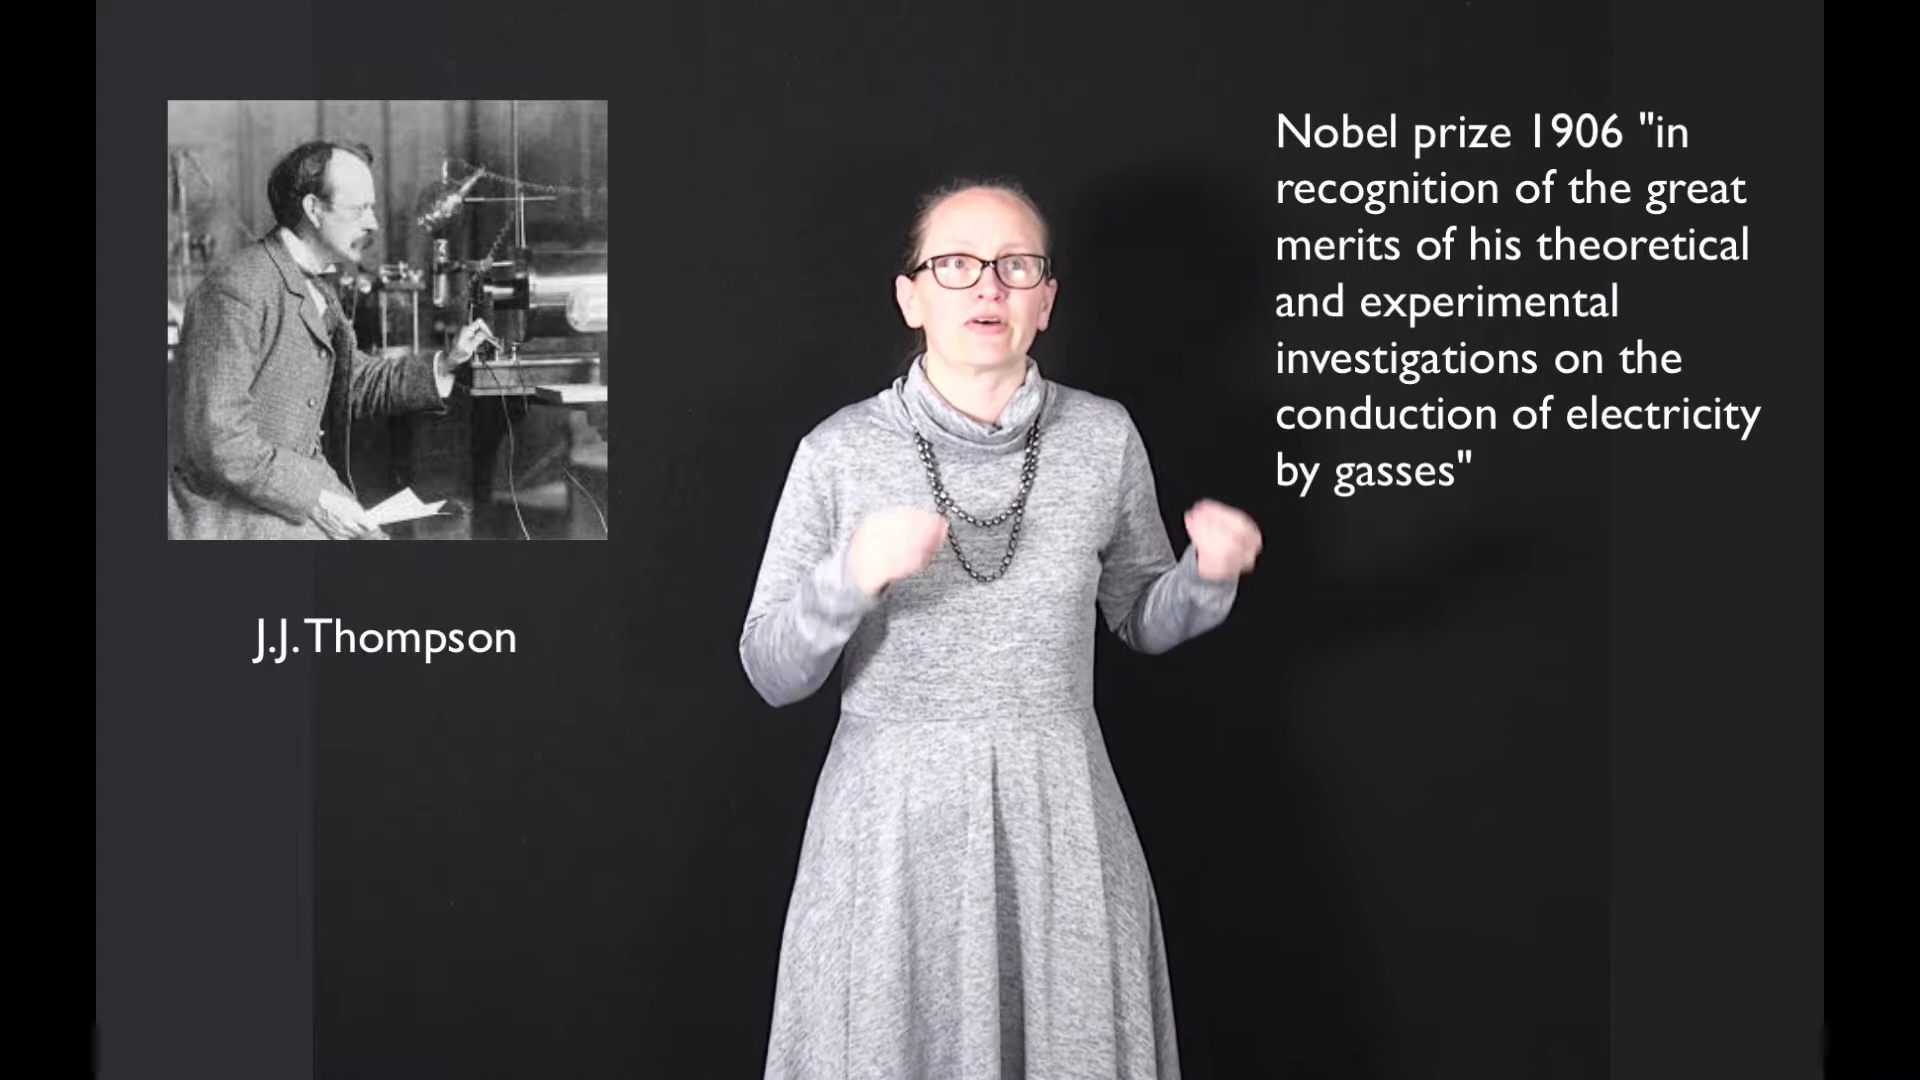 J.J. Thompson
Nobel prize 1906 "in
recognition of the great
merits of his theoretical
and experimental
investigations on the
conduction of electricity
by gasses"